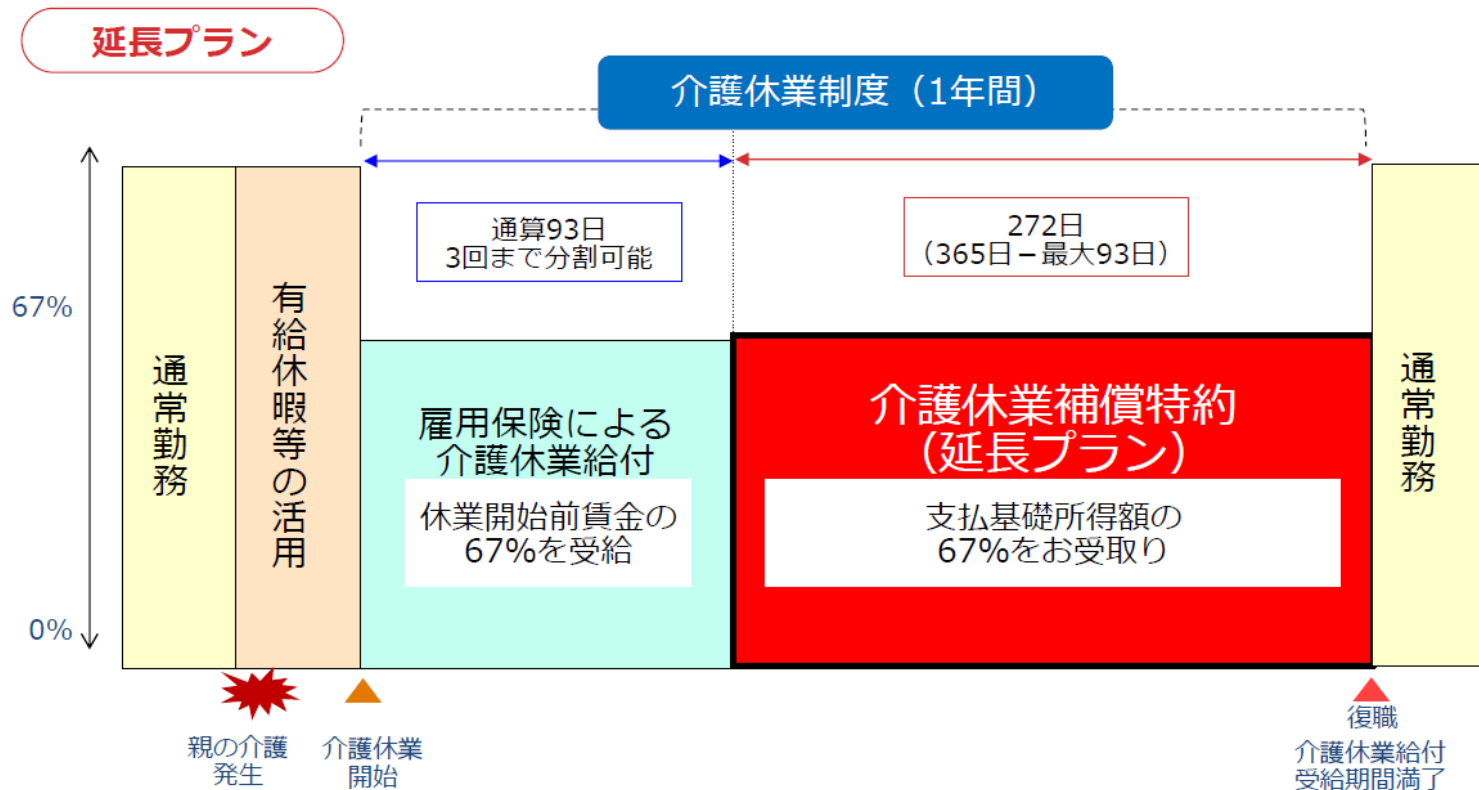 延長プラン
介護休業制度（1年間）
通算93日
3回まで分割可能
272日
（365日－最大93日）
67%
0%
通常勤務
有給休暇等の活用
雇用保険による
介護休業給付
休業開始前賃金の
67%を受給
介護休業補償特約
（延長プラン）
支払基礎所得額の
67%をお受取り
通常勤務
親の介護
発生
介護休業
開始
復職
介護休業給付
受給期間満了